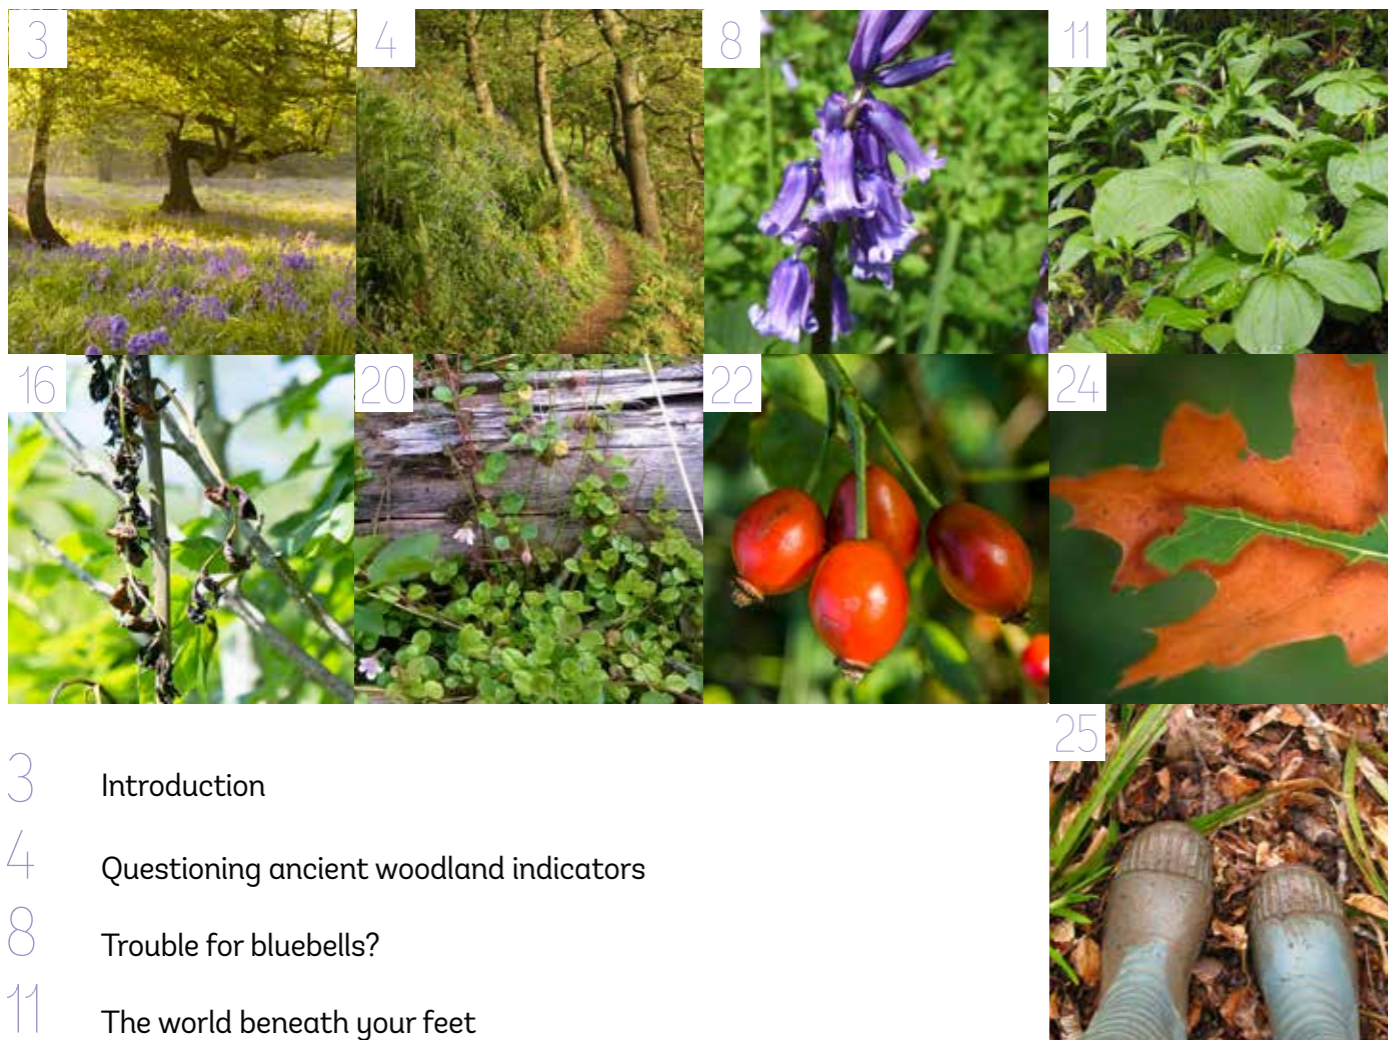 3
4
8
11
16
20
22
24
25
3 Introduction
4 Questioning ancient woodland indicators
8 Trouble for bluebells?
11 The world beneath your feet